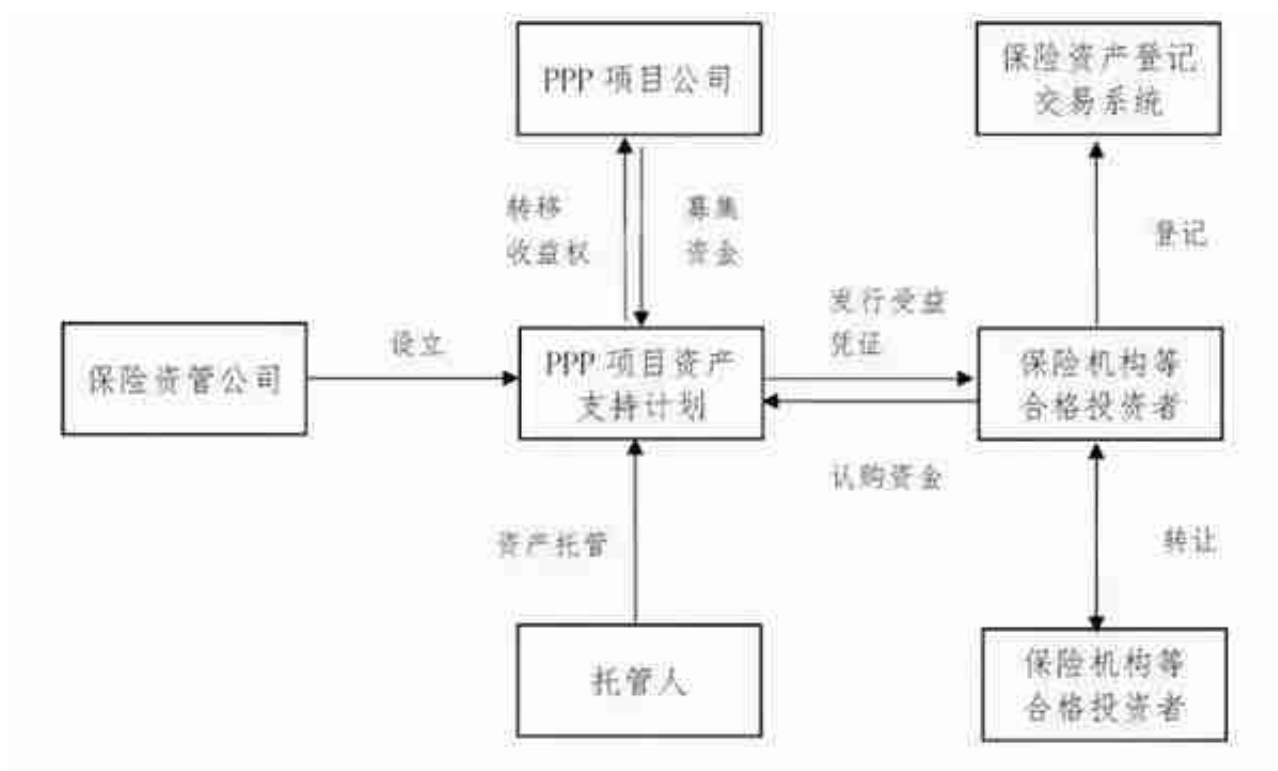 PPP 项目公司
保险资产登记
交易系统
转移
收益权
募集
资金
登记
发行受益
凭证
设立
保险资管公司
PPP 项目资产
支持计划
保险机构等
合格投资者
认购资金
资产托管
转让
托管人
保险机构等
合格投资者